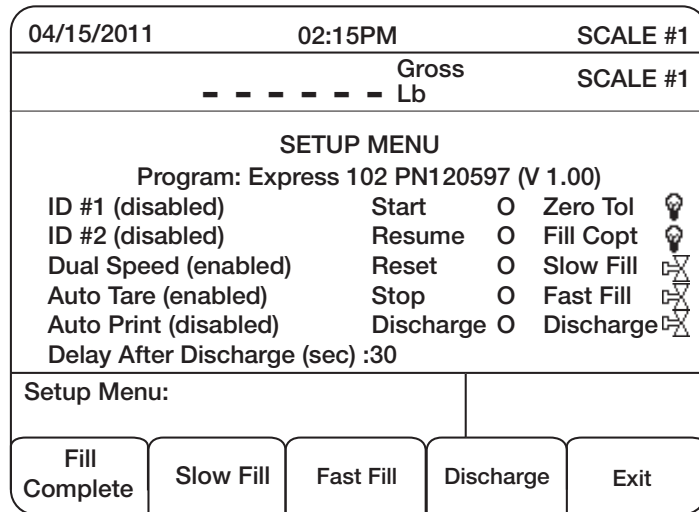 04/15/2011 02:15PM SCALE #1
Gross SCALE #1
- - - - - - Lb
SETUP MENU
Program: Express 102 PN120597 (V 1.00)
ID #1 (disabled) Start O Zero Tol
ID #2 (disabled) Resume O Fill Copt
Dual Speed (enabled) Reset O Slow Fill
Auto Tare (enabled) Stop O Fast Fill
Auto Print (disabled) Discharge O Discharge
Delay After Discharge (sec) :30
Setup Menu:
Fill Complete Slow Fill Fast Fill Discharge Exit